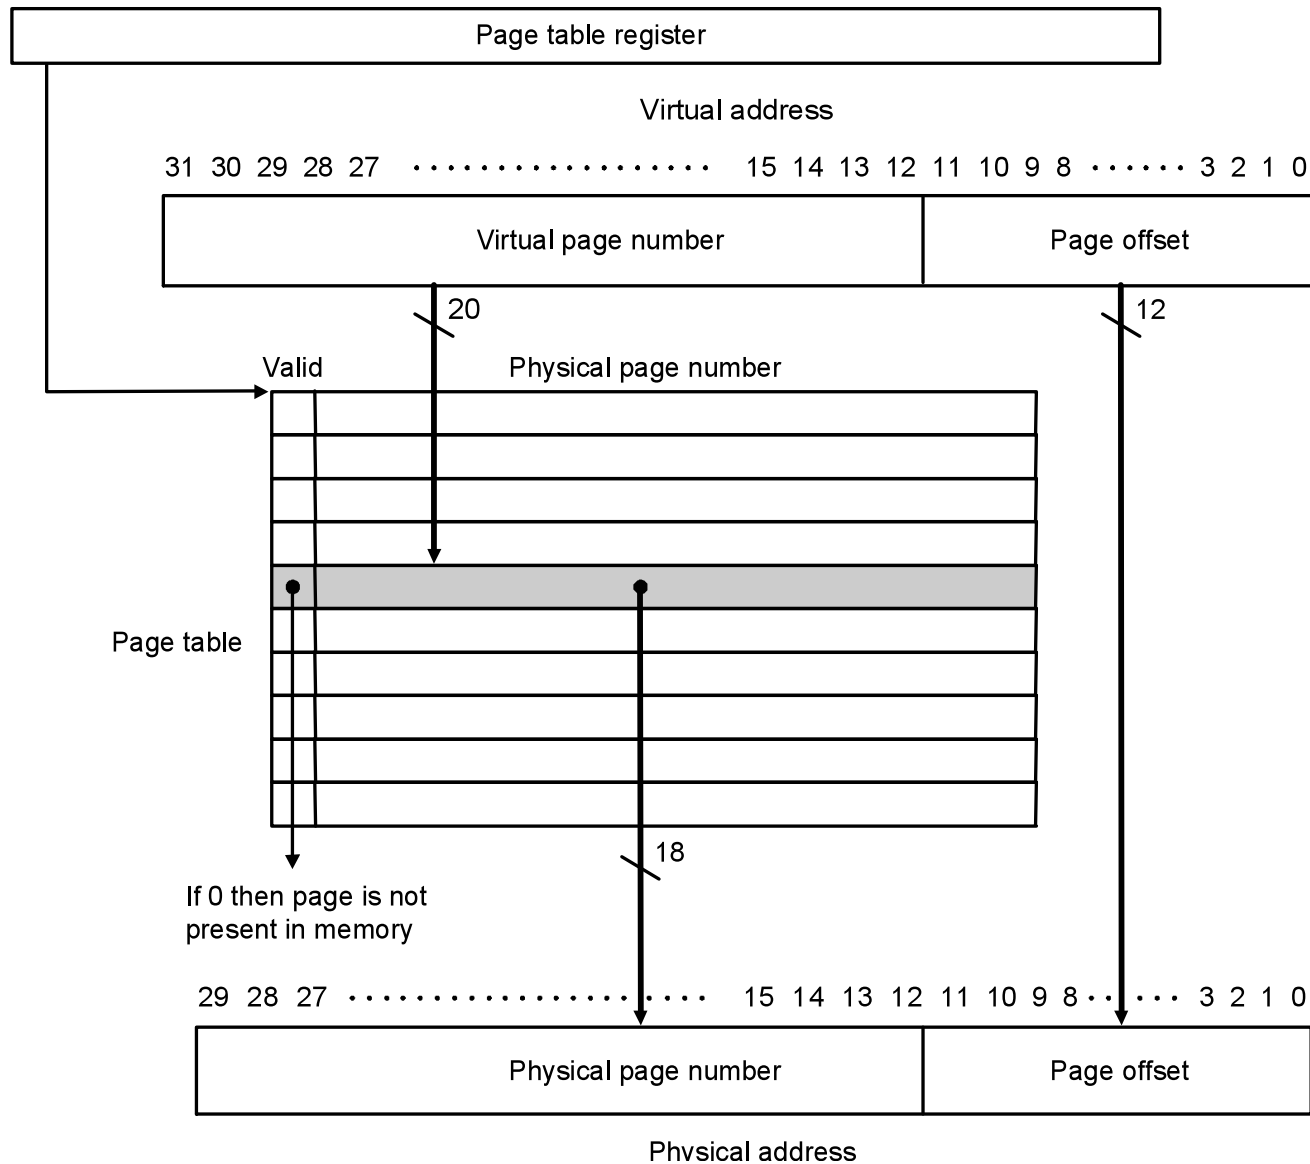 Page table register
Virtual address
31 30 29 28 27 .................. 15 14 13 12 11 10 9 8 ...... 3 2 1 0
Virtual page number Page offset
20 12
Valid Physical page number
Page table
18
If 0 then page is not
present in memory
29 28 27 ...................... 15 14 13 12 11 10 9 8 ...... 3 2 1 0
Physical page number Page offset
Physical address